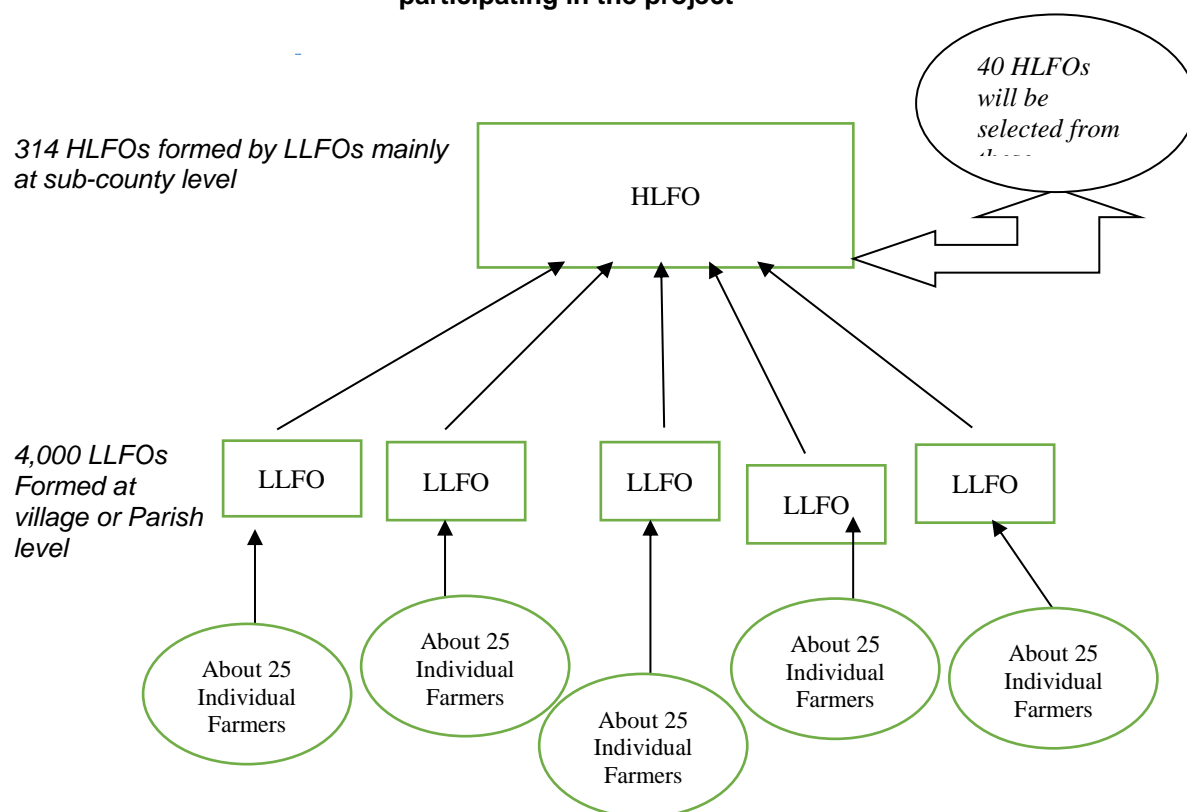 participating in the project
40 HLFOs
will be
selected from
314 HLFOs formed by LLFOs mainly
at sub-county level
HLFO
4,000 LLFOs
Formed at
village or Parish
level
LLFO
LLFO
LLFO
LLFO
LLFO
About 25
Individual
Farmers
About 25
Individual
Farmers
About 25
Individual
Farmers
About 25
Individual
Farmers
About 25
Individual
Farmers